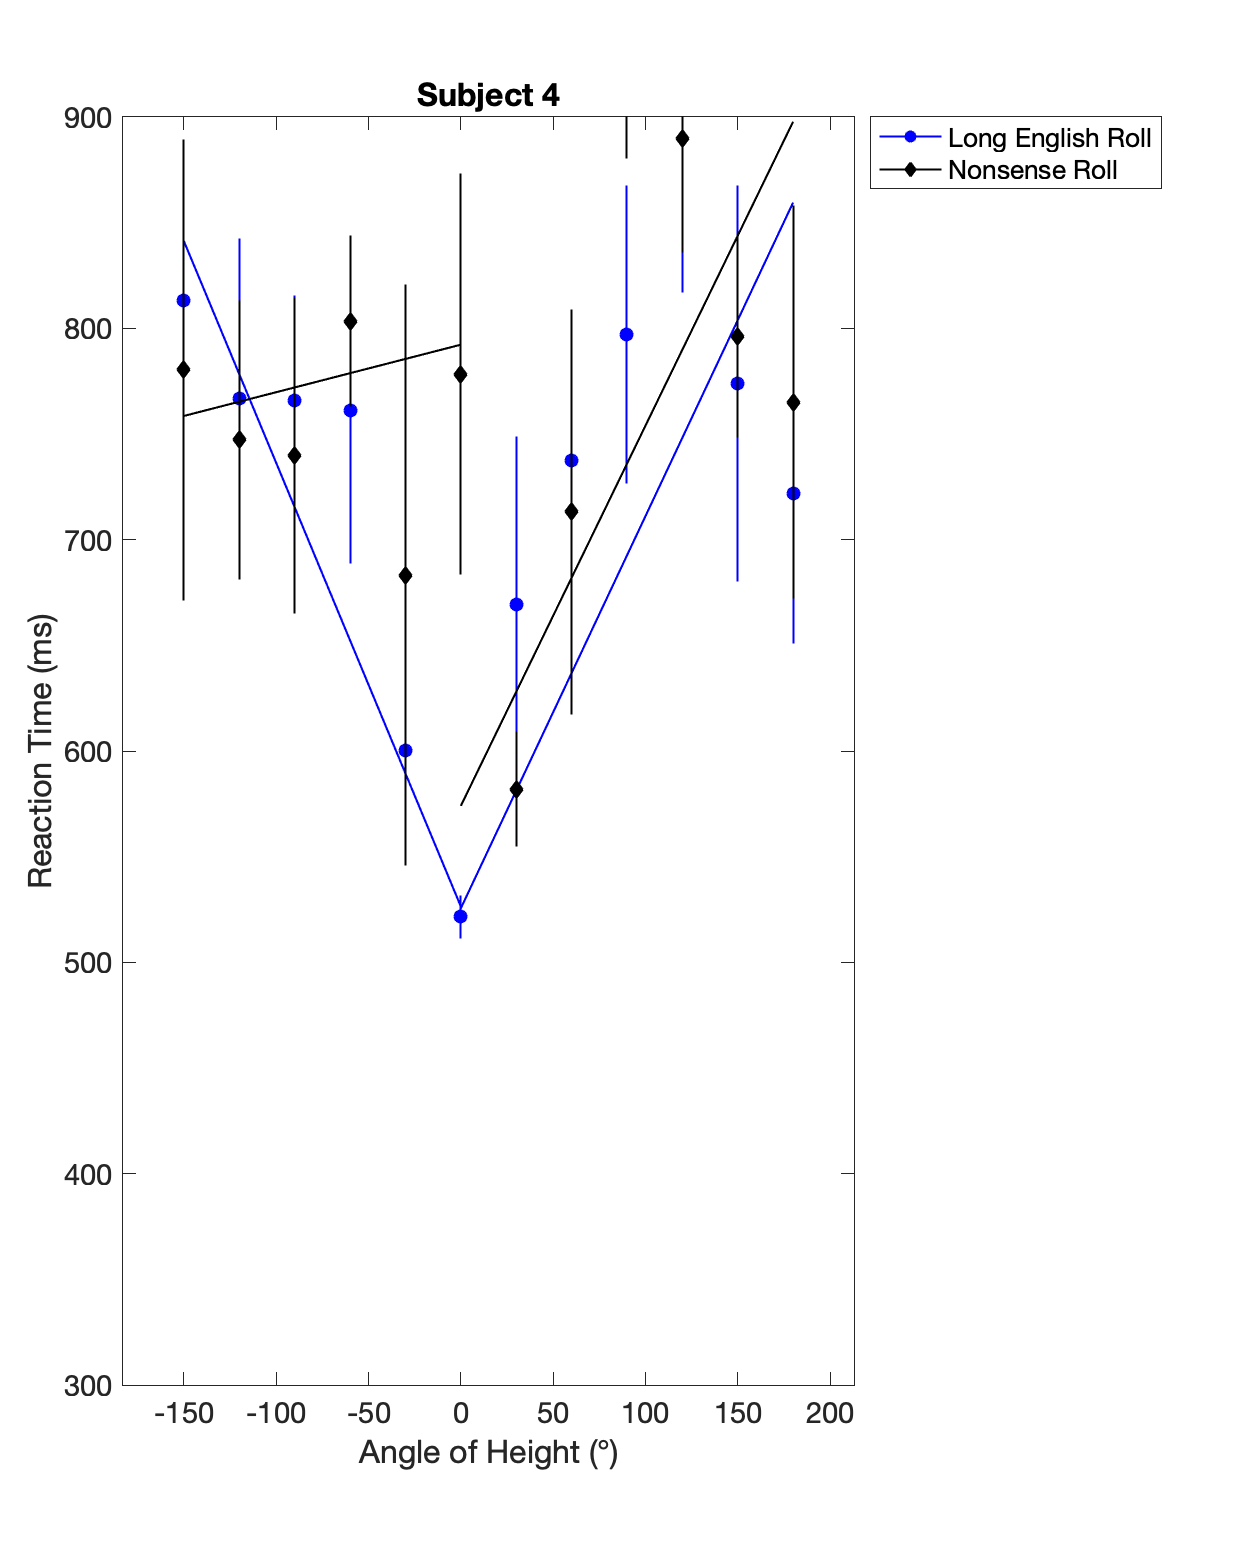 Subject 4
Long English Roll
Nonsense Roll
900
800
700
600
500
400
300
Reaction Time (ms)
-150 -100 -50 0 50 100 150 200
Angle of Height (°)